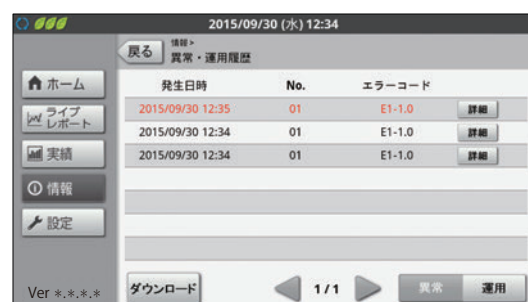 2015/09/30 (水) 12:34
戻る
情報>
異常・運用履歴
ホーム
ライブ
レポート
実績
情報
設定
Ver *.*.*.*
発生日時 No. エラーコード
2015/09/30 12:35 01 E1-1.0 詳細
2015/09/30 12:34 01 E1-1.0 詳細
2015/09/30 12:34 01 E1-1.0 詳細
ダウンロード 1/1 異常 運用